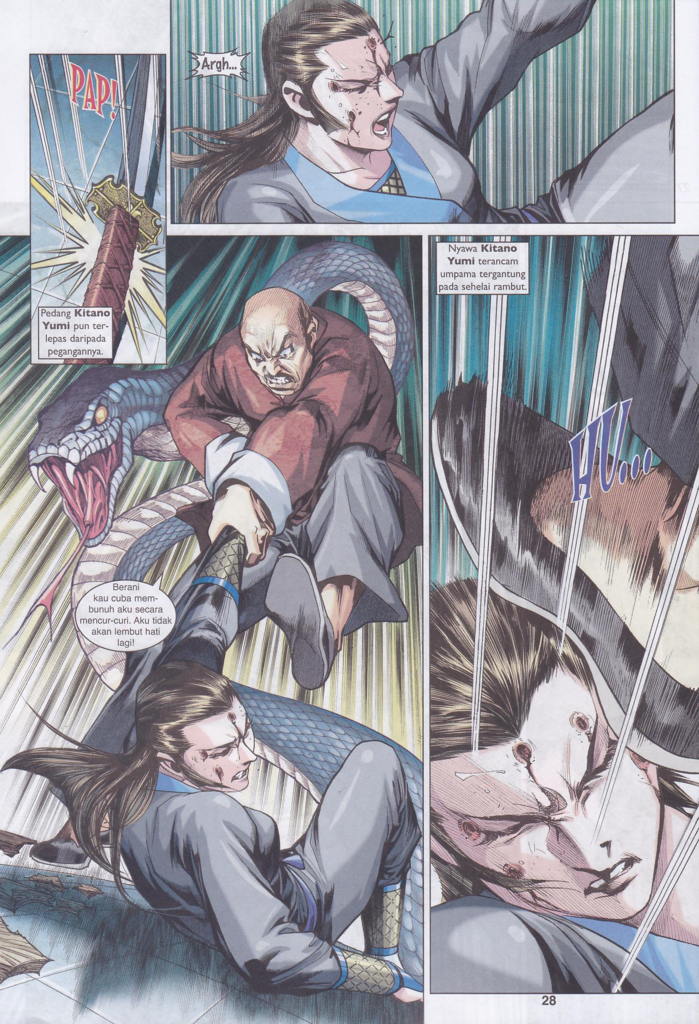 Argh...
PAP!
Pedang Kitano
Yumi pun ter-
lepas daripada
pegangannya.
Berani
kau cuba mem-
bunuh aku secara
mencur-curi. Aku tidak
akan lembut hati
lagi!
Nyawa Kitano
Yumi terancam
umpama tergantung
pada sehelai rambut.
HU...
28